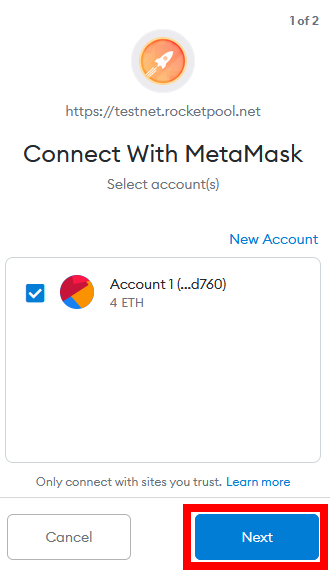 1 of 2
https://testnet.rocketpool.net
Connect With MetaMask
Select account(s)
New Account
Account 1 (...d760)
4 ETH
Only connect with sites you trust. Learn more
Cancel
Next